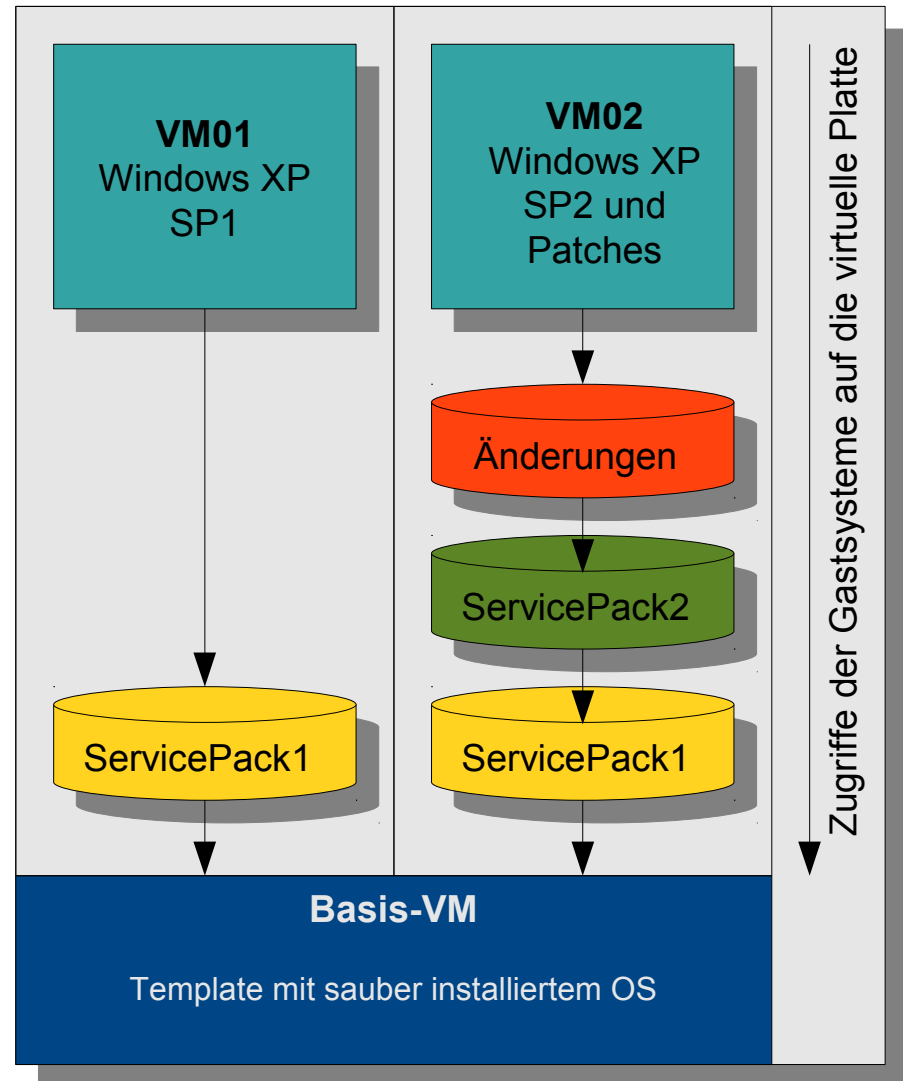 VM01
Windows XP
SP1
VM02
Windows XP
SP2 und
Patches
Änderungen
ServicePack2
ServicePack1
ServicePack1
Basis-VM
Template mit sauber installiertem OS
Zugriffe der Gastsysteme auf die virtuelle Platte